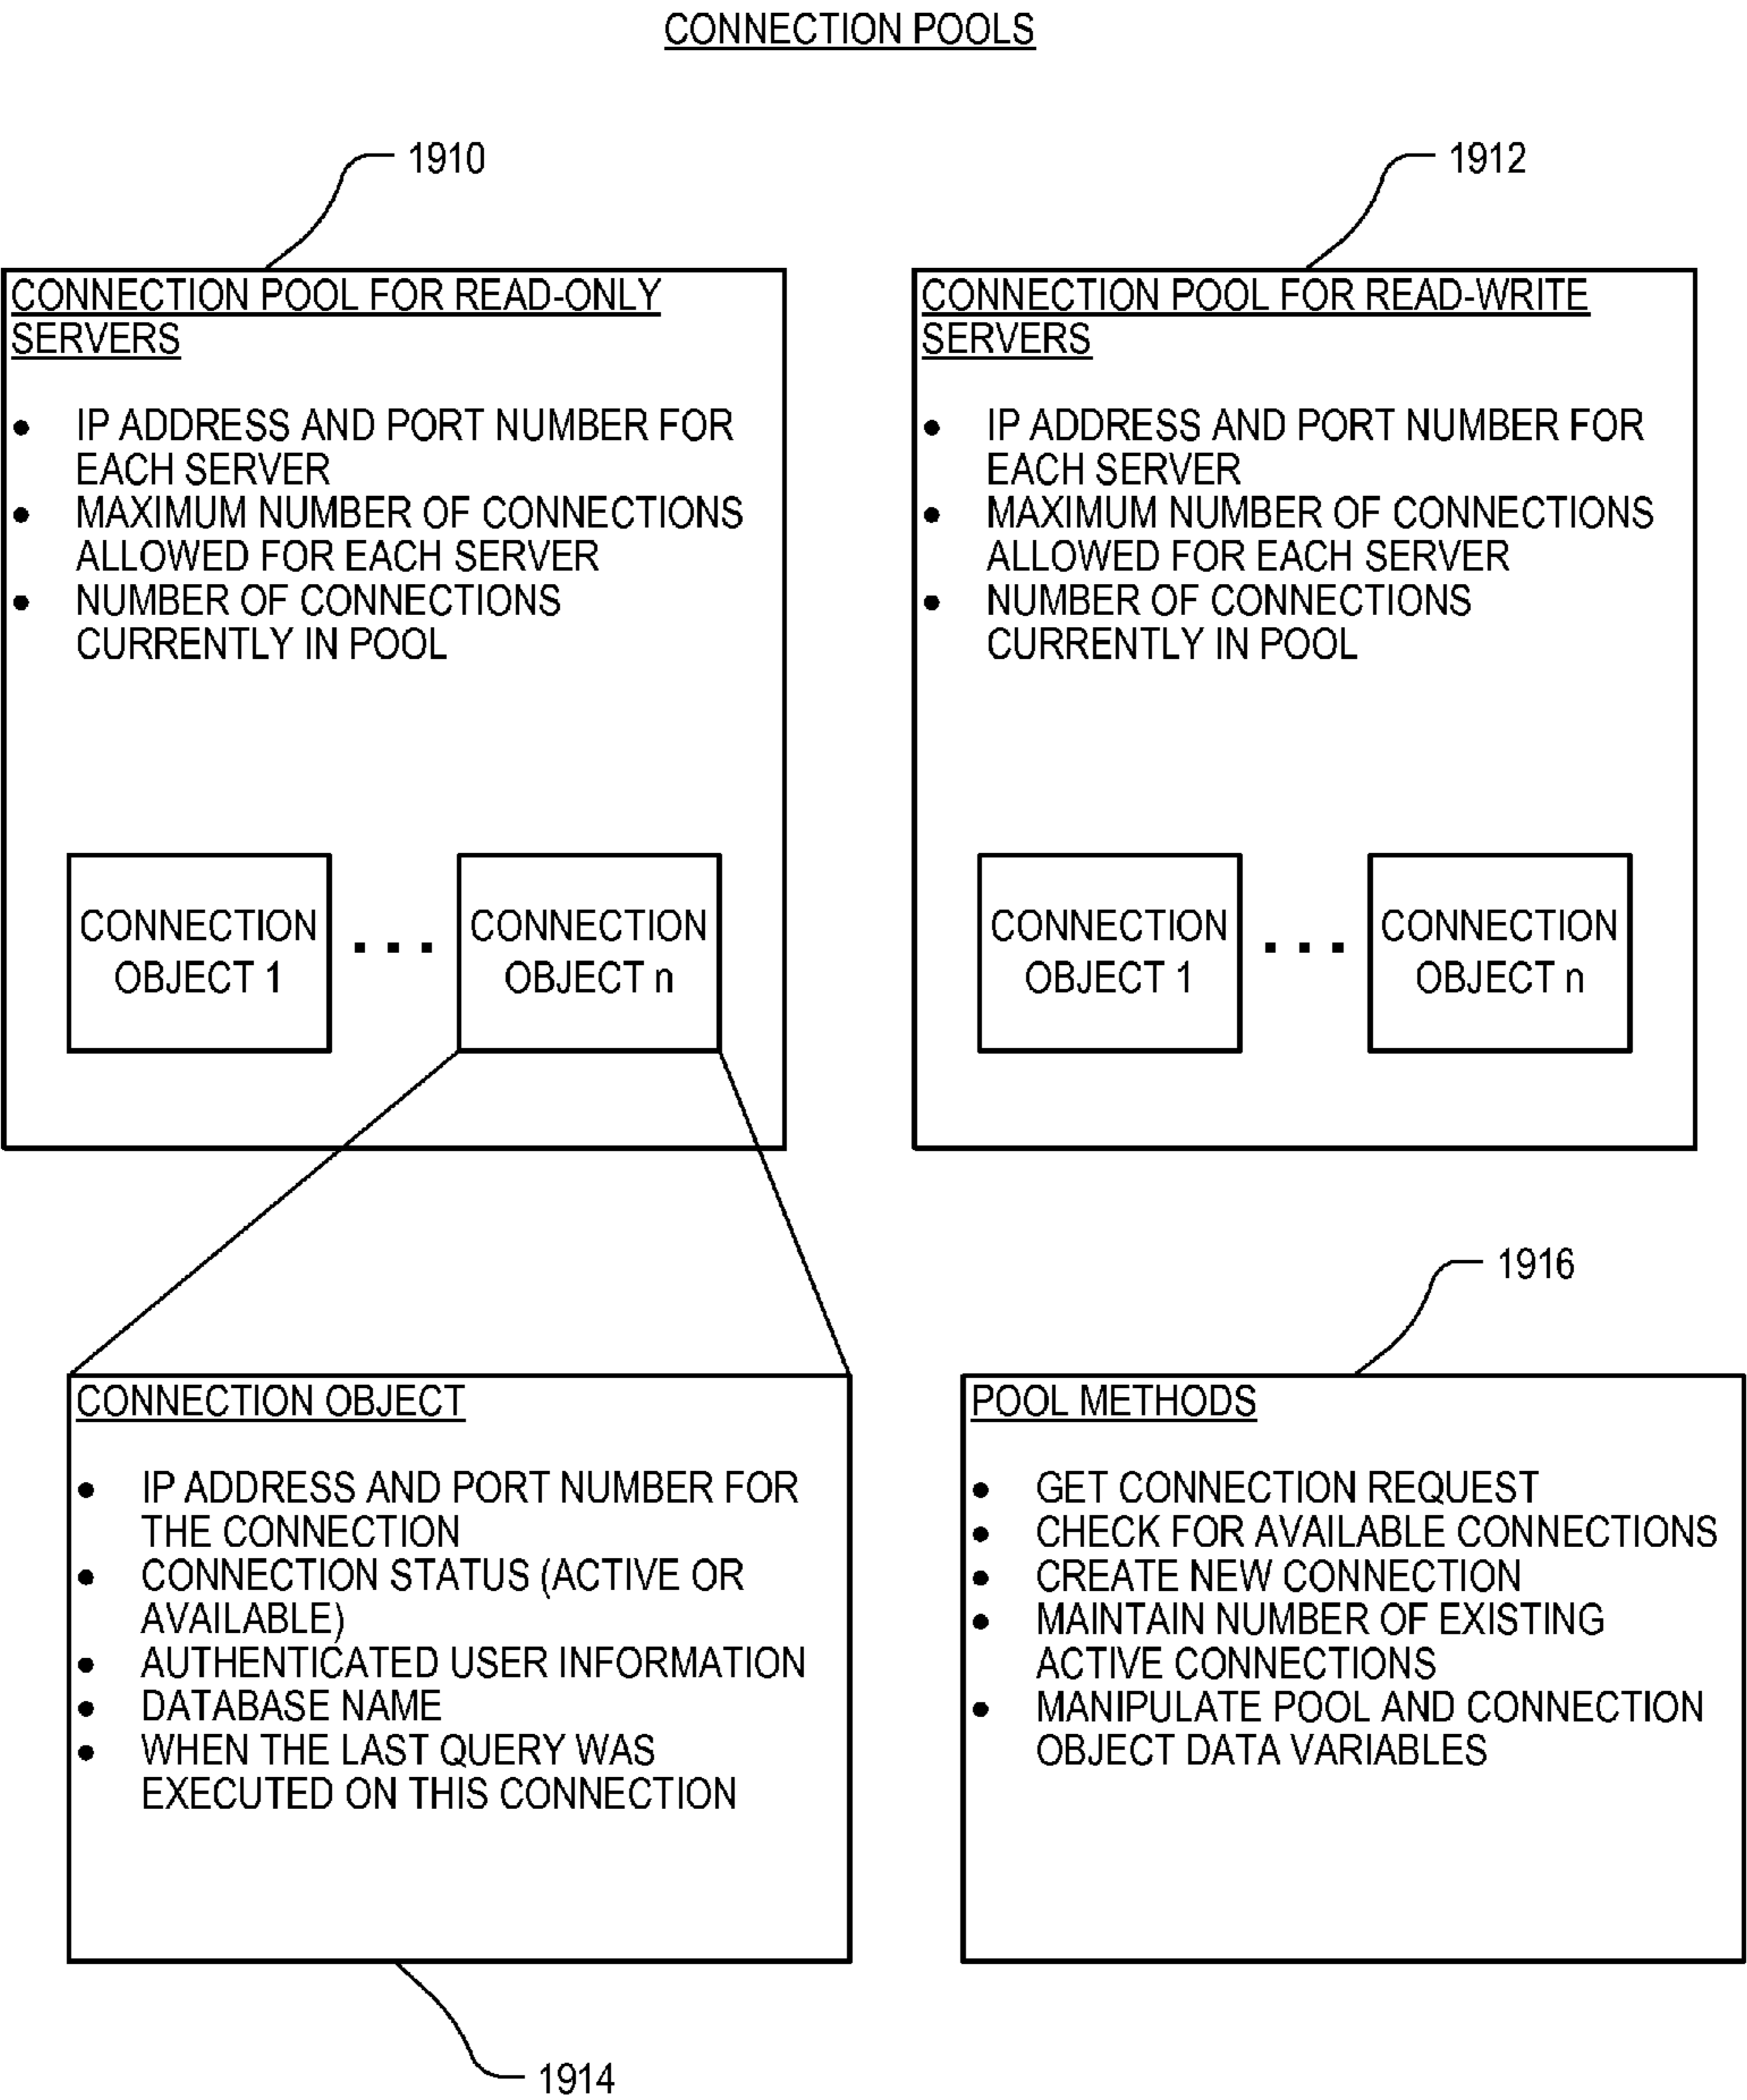 CONNECTION POOLS
1910
CONNECTION POOL FOR READ-ONLY
SERVERS
• IP ADDRESS AND PORT NUMBER FOR
EACH SERVER
• MAXIMUM NUMBER OF CONNECTIONS
ALLOWED FOR EACH SERVER
• NUMBER OF CONNECTIONS
CURRENTLY IN POOL
CONNECTION
OBJECT 1
. . .
CONNECTION
OBJECT n
1912
CONNECTION POOL FOR READ-WRITE
SERVERS
• IP ADDRESS AND PORT NUMBER FOR
EACH SERVER
• MAXIMUM NUMBER OF CONNECTIONS
ALLOWED FOR EACH SERVER
• NUMBER OF CONNECTIONS
CURRENTLY IN POOL
CONNECTION
OBJECT 1
. . .
CONNECTION
OBJECT n
CONNECTION OBJECT
• IP ADDRESS AND PORT NUMBER FOR
THE CONNECTION
• CONNECTION STATUS (ACTIVE OR
AVAILABLE)
• AUTHENTICATED USER INFORMATION
• DATABASE NAME
• WHEN THE LAST QUERY WAS
EXECUTED ON THIS CONNECTION
1914
1916
POOL METHODS
• GET CONNECTION REQUEST
• CHECK FOR AVAILABLE CONNECTIONS
• CREATE NEW CONNECTION
• MAINTAIN NUMBER OF EXISTING
ACTIVE CONNECTIONS
• MANIPULATE POOL AND CONNECTION
OBJECT DATA VARIABLES